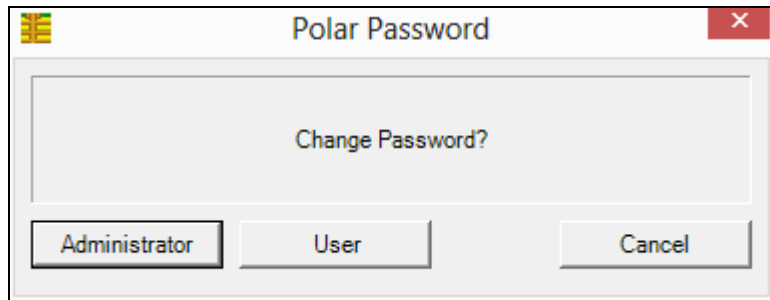 Polar Password
Change Password?
Administrator
User
Cancel